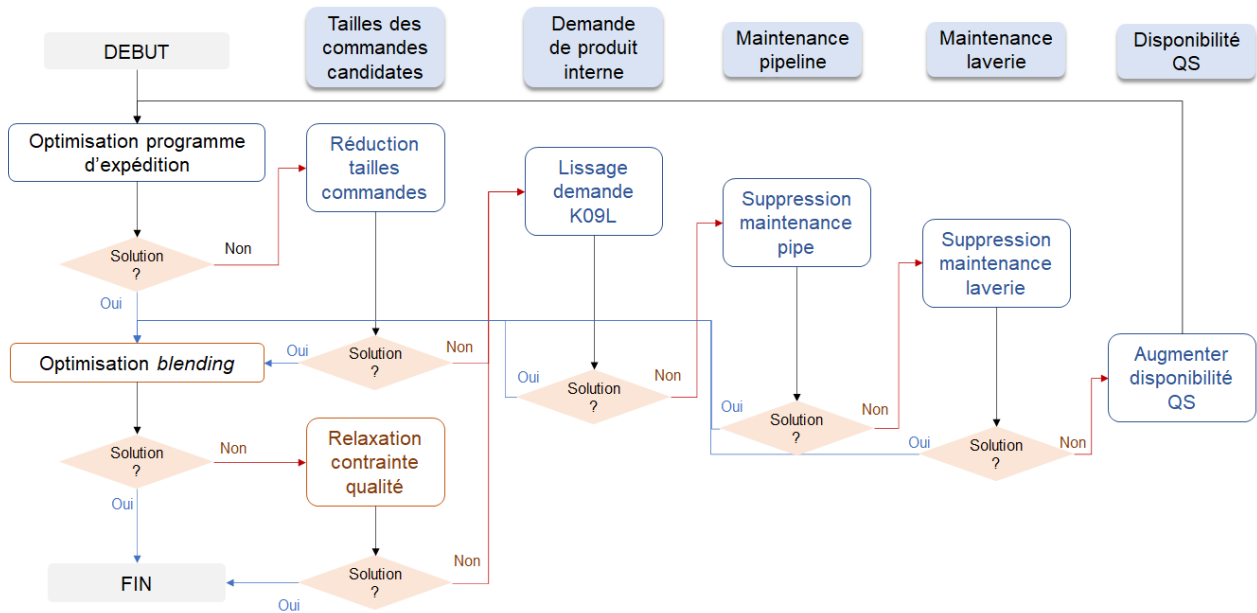 DEBUT
Tailles des
commandes
candidates
Demande
de produit
interne
Maintenance
pipeline
Maintenance
laverie
Disponibilité
QS
Optimisation programme
d'expédition
Réduction
tailles
commandes
Lissage
demande
K09L
Suppression
maintenance
pipe
Suppression
maintenance
laverie
Solution
?
Non
Oui
Optimisation blending
Oui
Solution
?
Non
Oui
Solution
?
Non
Oui
Solution
?
Non
Oui
Solution
?
Non
Augmenter
disponibilité
QS
Solution
?
Non
Oui
Relaxation
contrainte
qualité
FIN
Oui
Solution
?
Non